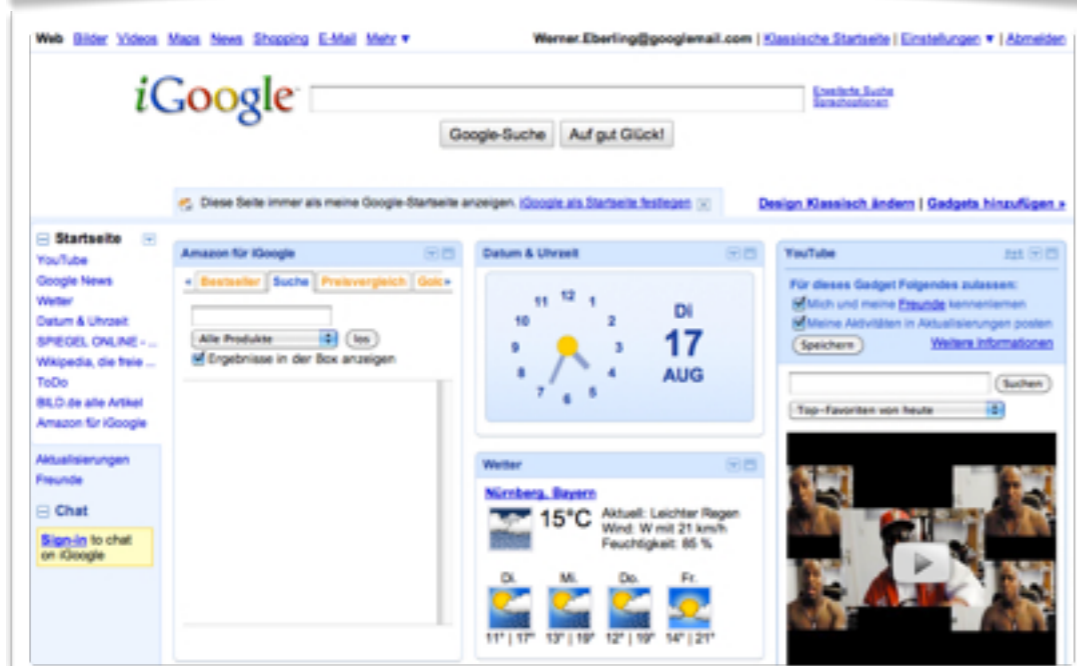 Web Bilder Videos Maps News Shopping E-Mail Mehr ▼
Werner.Eberling@googlemail.com | Klassische Startseite | Einstellungen ▼ | Abmelden
iGoogle
Erweiterte Suche
Sprachoptionen
Google-Suche
Auf gut Glück!
Diese Seite immer als meine Google-Startseite anzeigen. iGoogle als Startseite festlegen
Design Klassisch ändern | Gadgets hinzufügen »
Startseite
YouTube
Google News
Wetter
Datum & Uhrzeit
SPIEGEL ONLINE - ...
Wikipedia, die freie ...
ToDo
BILD.de alle Artikel
Amazon für iGoogle
Aktualisierungen
Freunde
Chat
Sign-in to chat
on iGoogle
Amazon für iGoogle
« Bestseller Suche Preisvergleich Golc»
Alle Produkte
los
Ergebnisse in der Box anzeigen
Datum & Uhrzeit
12 1 2 3 4 5 6 7 8 9 10 11
Di
17
AUG
Wetter
Nürnberg, Bayern
15°C
Aktuell: Leichter Regen
Wind: W mit 21 km/h
Feuchtigkeit: 85 %
Di. Mi. Do. Fr.
11° | 17° 13° | 19° 12° | 19° 14° | 21°
YouTube
Für dieses Gadget Folgendes zulassen:
Mich und meine Freunde kennenlernen
Meine Aktivitäten in Aktualisierungen posten
Speichern
Weitere Informationen
Suchen
Top-Favoriten von heute